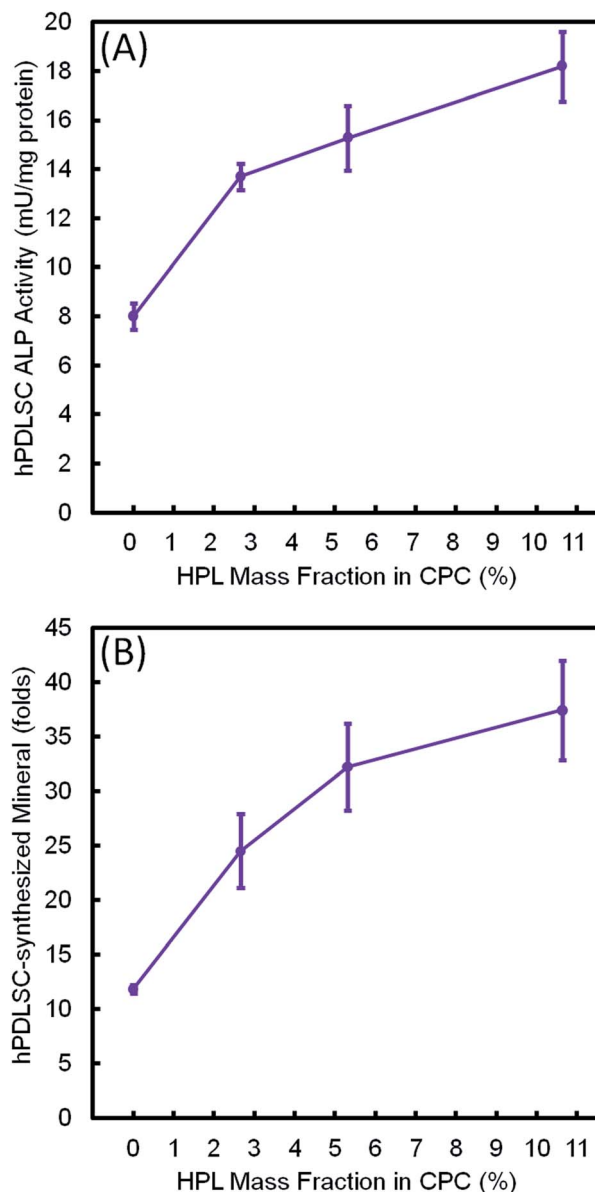 (A)
hPDLSC ALP Activity (mU/mg protein)
20
18
16
14
12
10
8
6
4
2
0
0 1 2 3 4 5 6 7 8 9 10 11
HPL Mass Fraction in CPC (%)
(B)
hPDLSC-synthesized Mineral (folds)
45
40
35
30
25
20
15
10
5
0
0 1 2 3 4 5 6 7 8 9 10 11
HPL Mass Fraction in CPC (%)